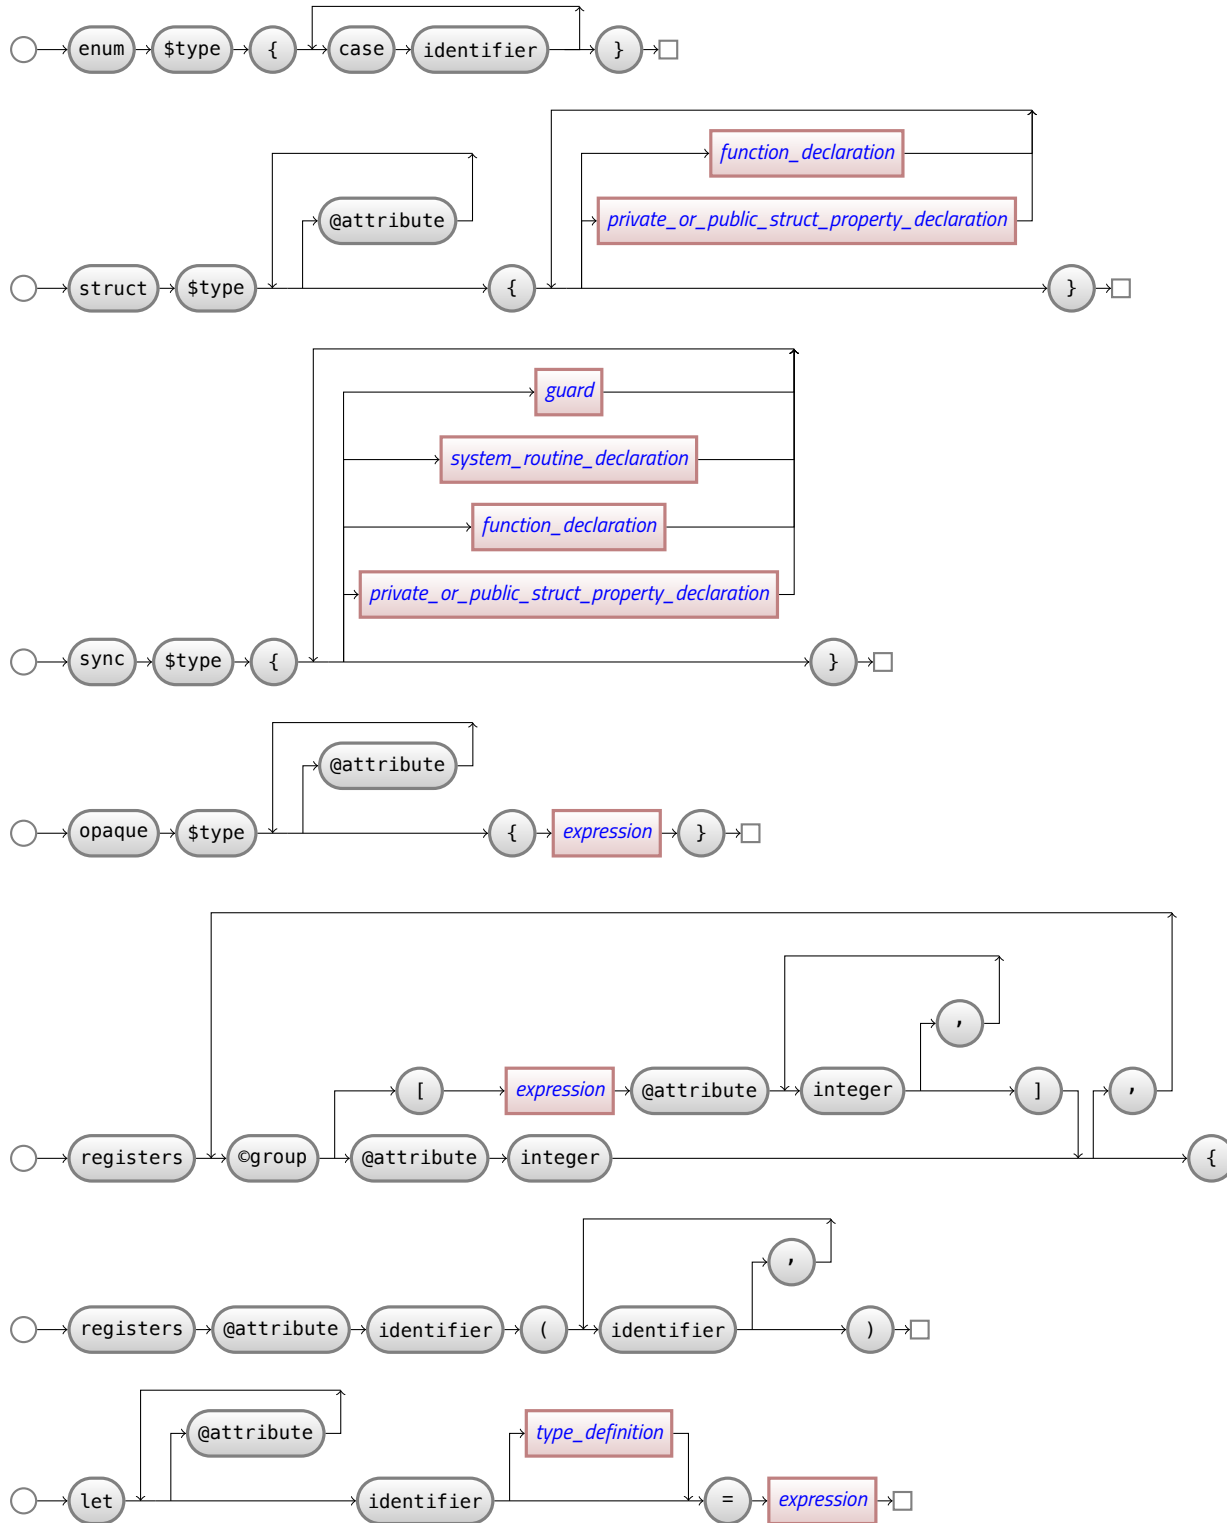 enum $type { case identifier }
function_declaration
@attribute private_or_public_struct_property_declaration
struct $type { }
guard
system_routine_declaration
function_declaration
private_or_public_struct_property_declaration
sync $type { }
@attribute
opaque $type { expression }
,
[ expression @attribute integer ] ,
registers ©group @attribute integer {
,
registers @attribute identifier ( identifier )
@attribute type_definition
let identifier = expression